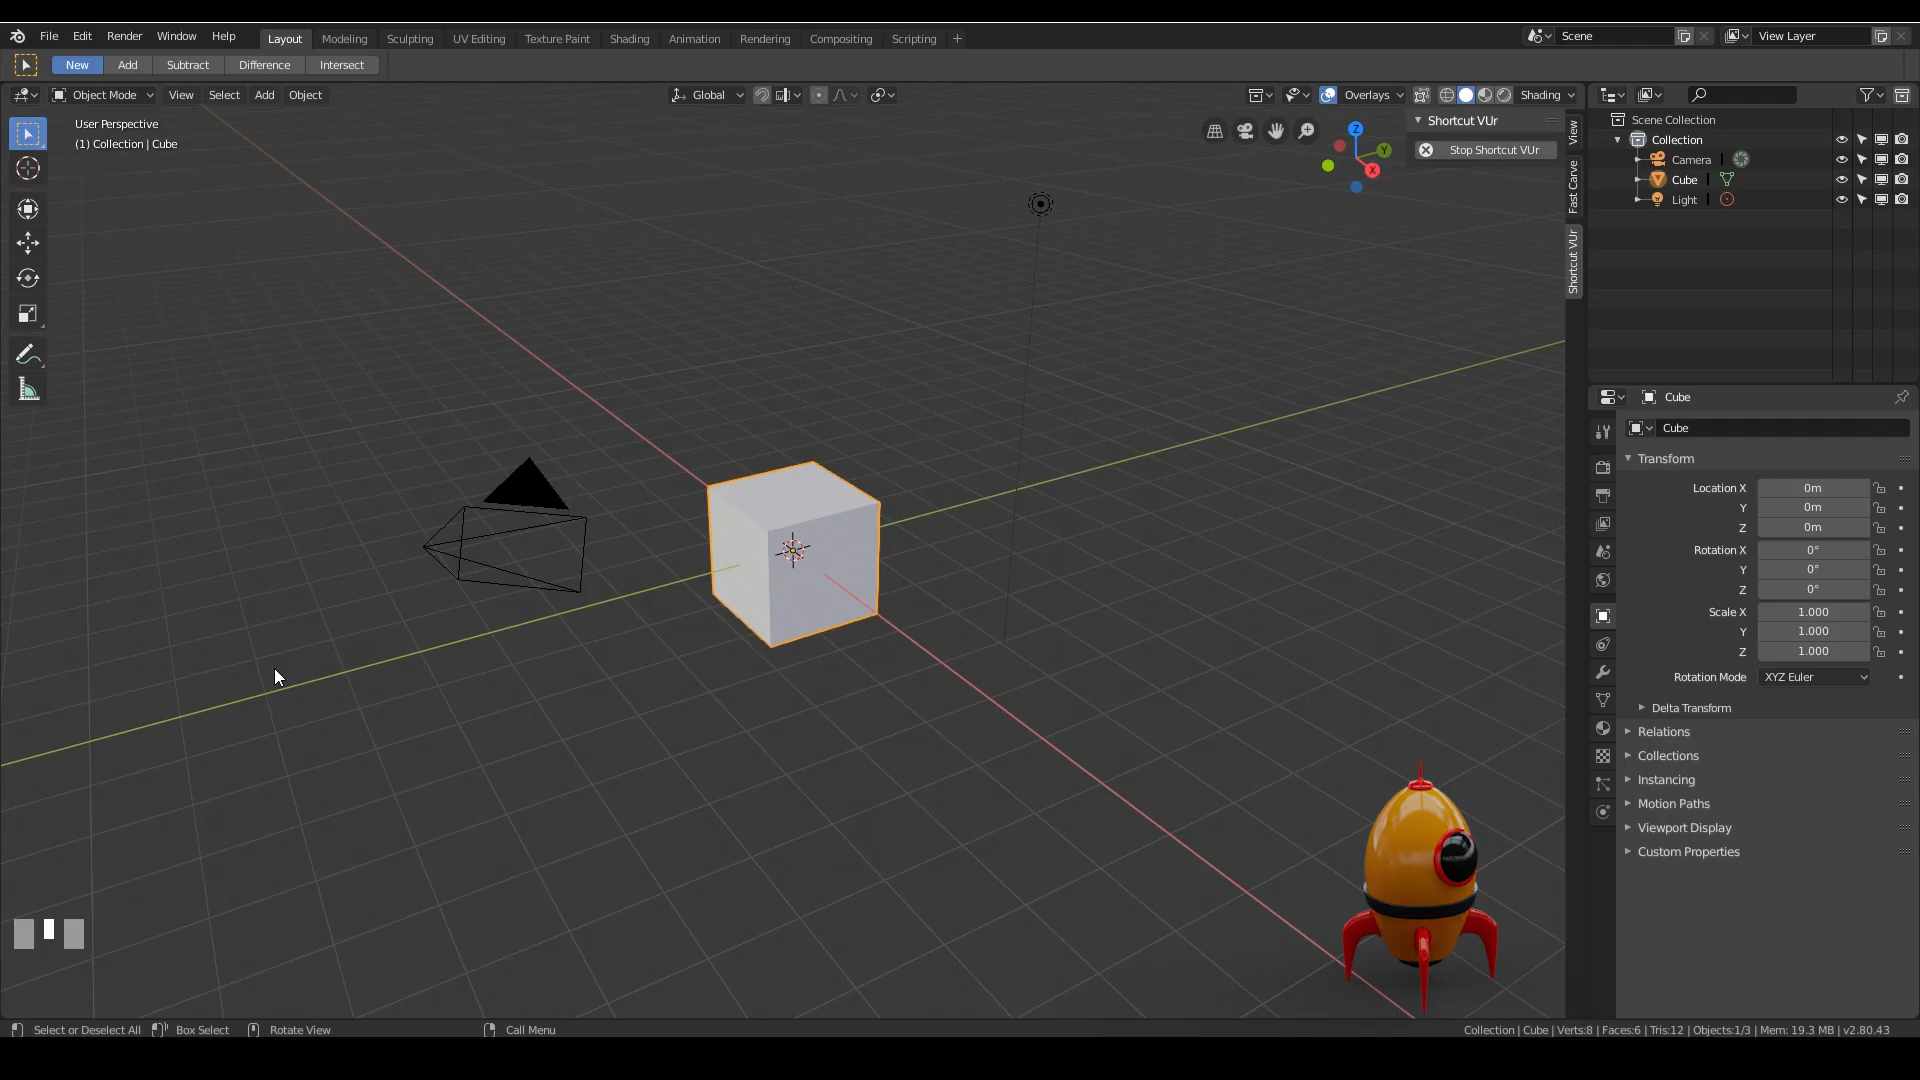 File Edit Render Window Help Layout Modeling Sculpting UV Editing Texture Paint Shading Animation Rendering Compositing Scripting + Scene View Layer
New Add Subtract Difference Intersect
Object Mode View Select Add Object Global Overlays Shading
User Perspective
(1) Collection | Cube
Z
Y
X
Shortcut VUr
Stop Shortcut VUr
View
Fast Carve
Shortcut VUr
Scene Collection
Collection
Camera
Cube
Light
Cube
Cube
Transform
Location X 0m
Y 0m
Z 0m
Rotation X 0°
Y 0°
Z 0°
Scale X 1.000
Y 1.000
Z 1.000
Rotation Mode XYZ Euler
Delta Transform
Relations
Collections
Instancing
Motion Paths
Viewport Display
Custom Properties
Select or Deselect All Box Select Rotate View Call Menu Collection | Cube | Verts:8 | Faces:6 | Tris:12 | Objects:1/3 | Mem: 19.3 MB | v2.80.43